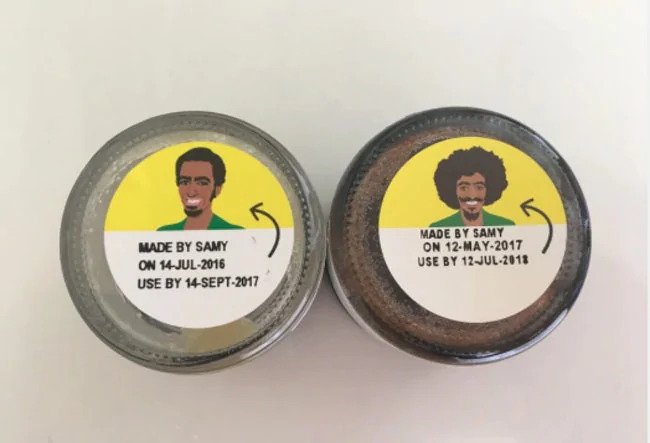 MADE BY SAMY
ON 14-JUL-2016
USE BY 14-SEPT-2017
MADE BY SAMY
ON 12-MAY-2017
USE BY 12-JUL-2018